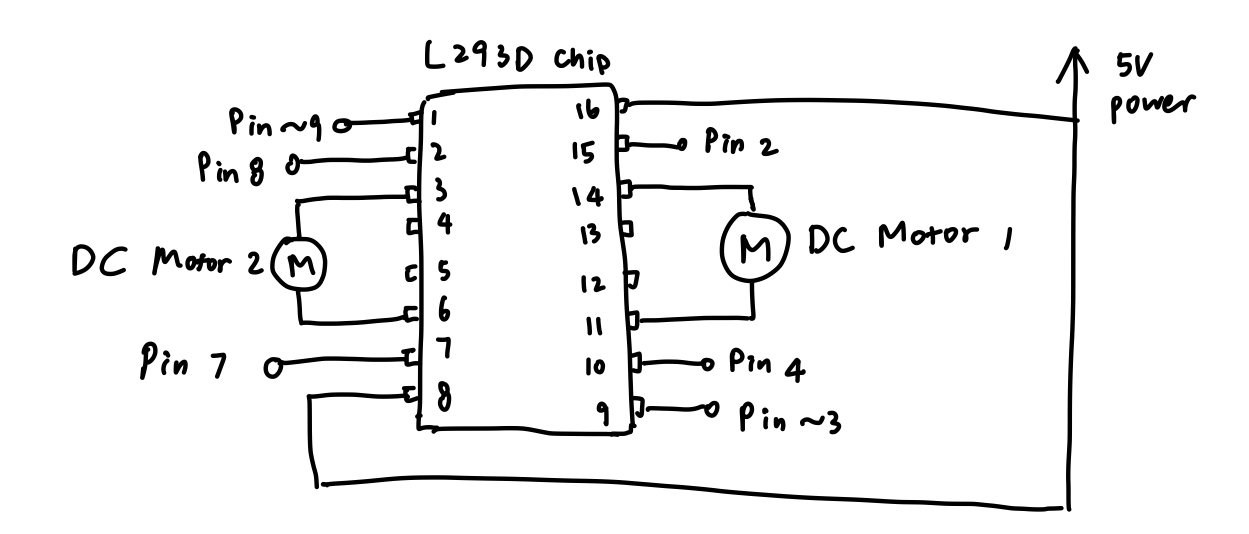 L293D Chip
5V
power
Pin ~9
1
16
Pin 8
2
15
Pin 2
3
14
4
13
DC Motor 2
M
M
DC Motor 1
5
12
6
11
Pin 7
7
10
Pin 4
8
9
Pin ~3